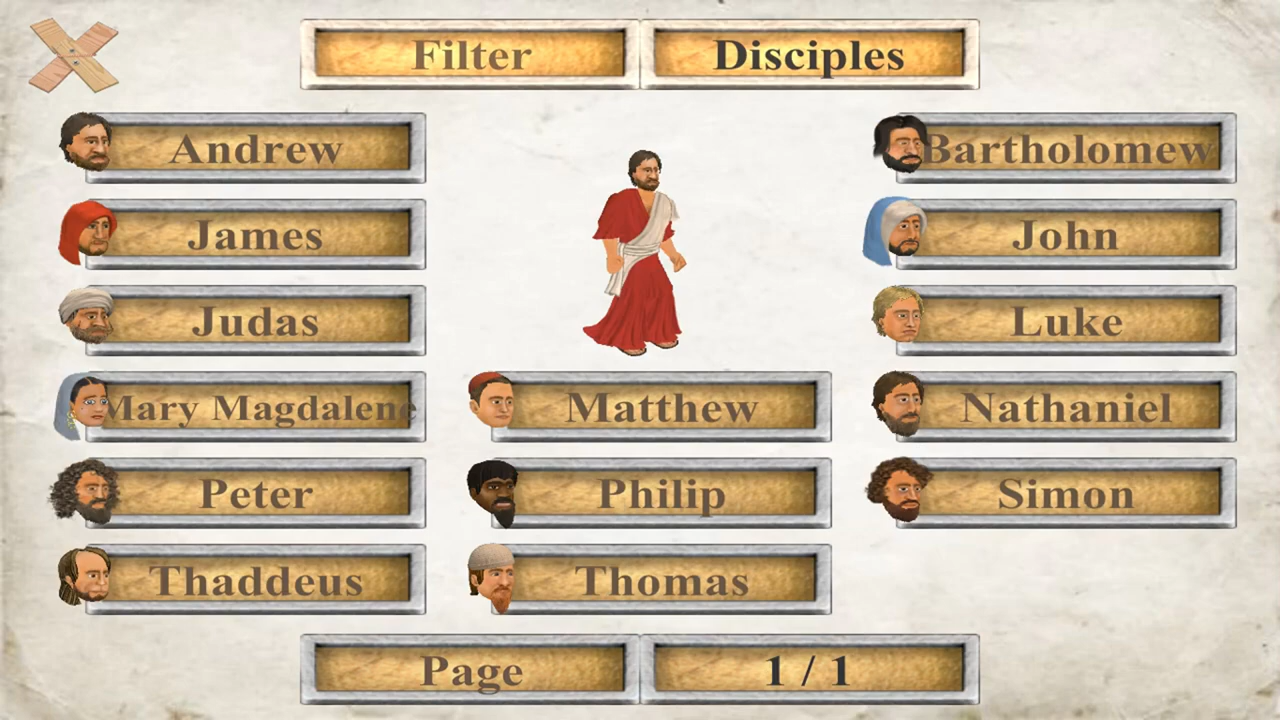 Filter Disciples
Andrew Bartholomew
James John
Judas Luke
Mary Magdalene Matthew Nathaniel
Peter Philip Simon
Thaddeus Thomas
Page 1 / 1